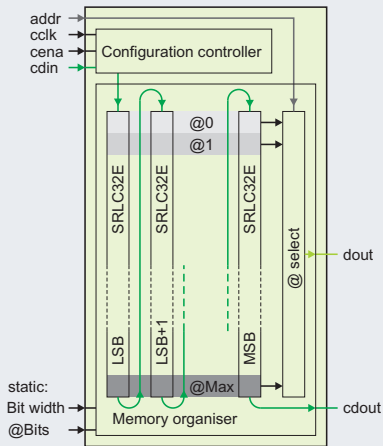 addr
cclk
cena
cdin
Configuration controller
@0
@1
SRLC32E
SRLC32E
SRLC32E
@ select
dout
LSB
LSB+1
MSB
@Max
static:
Bit width
@Bits
Memory organiser
cdout